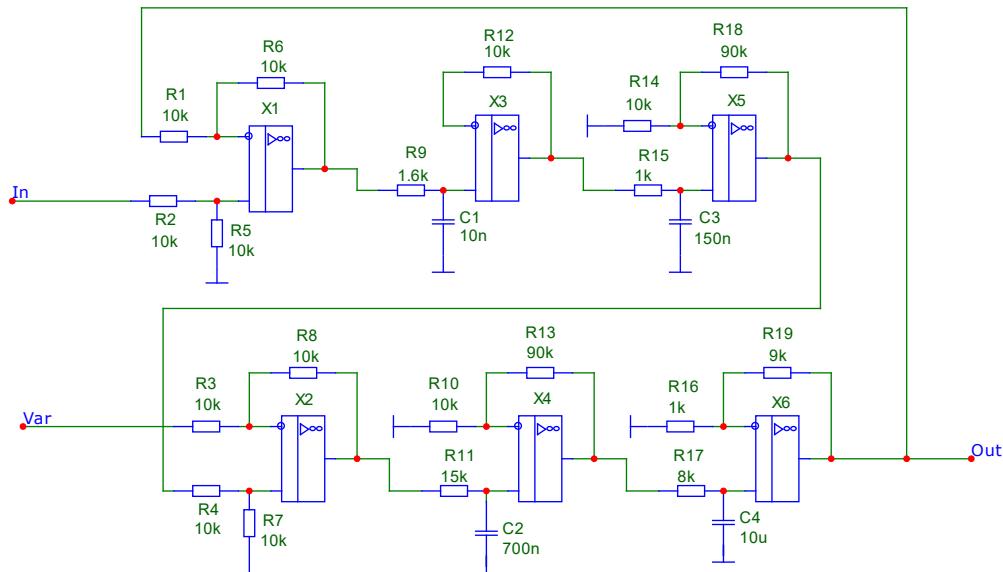 R18
90k
R12
10k
R6
10k
R14
10k
X5
X3
R1
10k
X1
R9
1.6k
R15
1k
In
R2
10k
R5
10k
C1
10n
C3
150n
R8
10k
R13
90k
R19
9k
R3
10k
X2
R10
10k
X4
R16
1k
X6
Var
R11
15k
R17
8k
Out
R4
10k
R7
10k
C2
700n
C4
10u